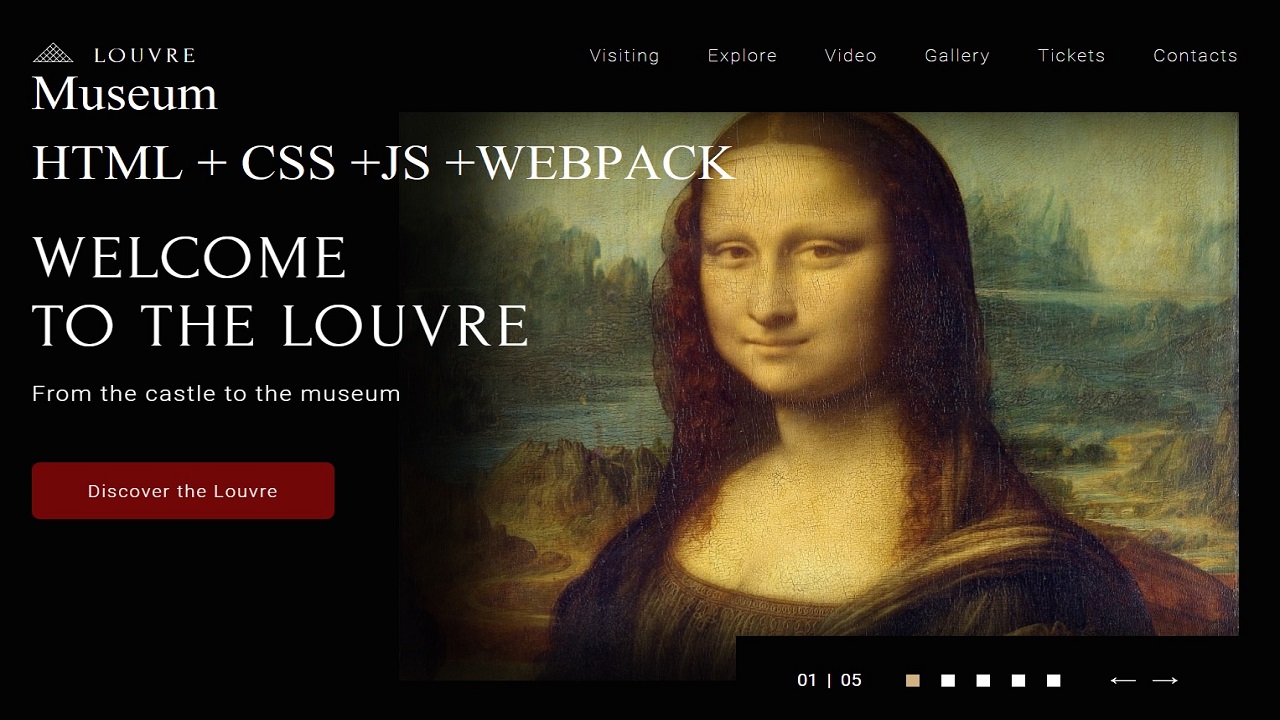 LOUVRE
Visiting Explore Video Gallery Tickets Contacts
Museum
HTML + CSS +JS +WEBPACK
WELCOME
TO THE LOUVRE
From the castle to the museum
Discover the Louvre
01 | 05